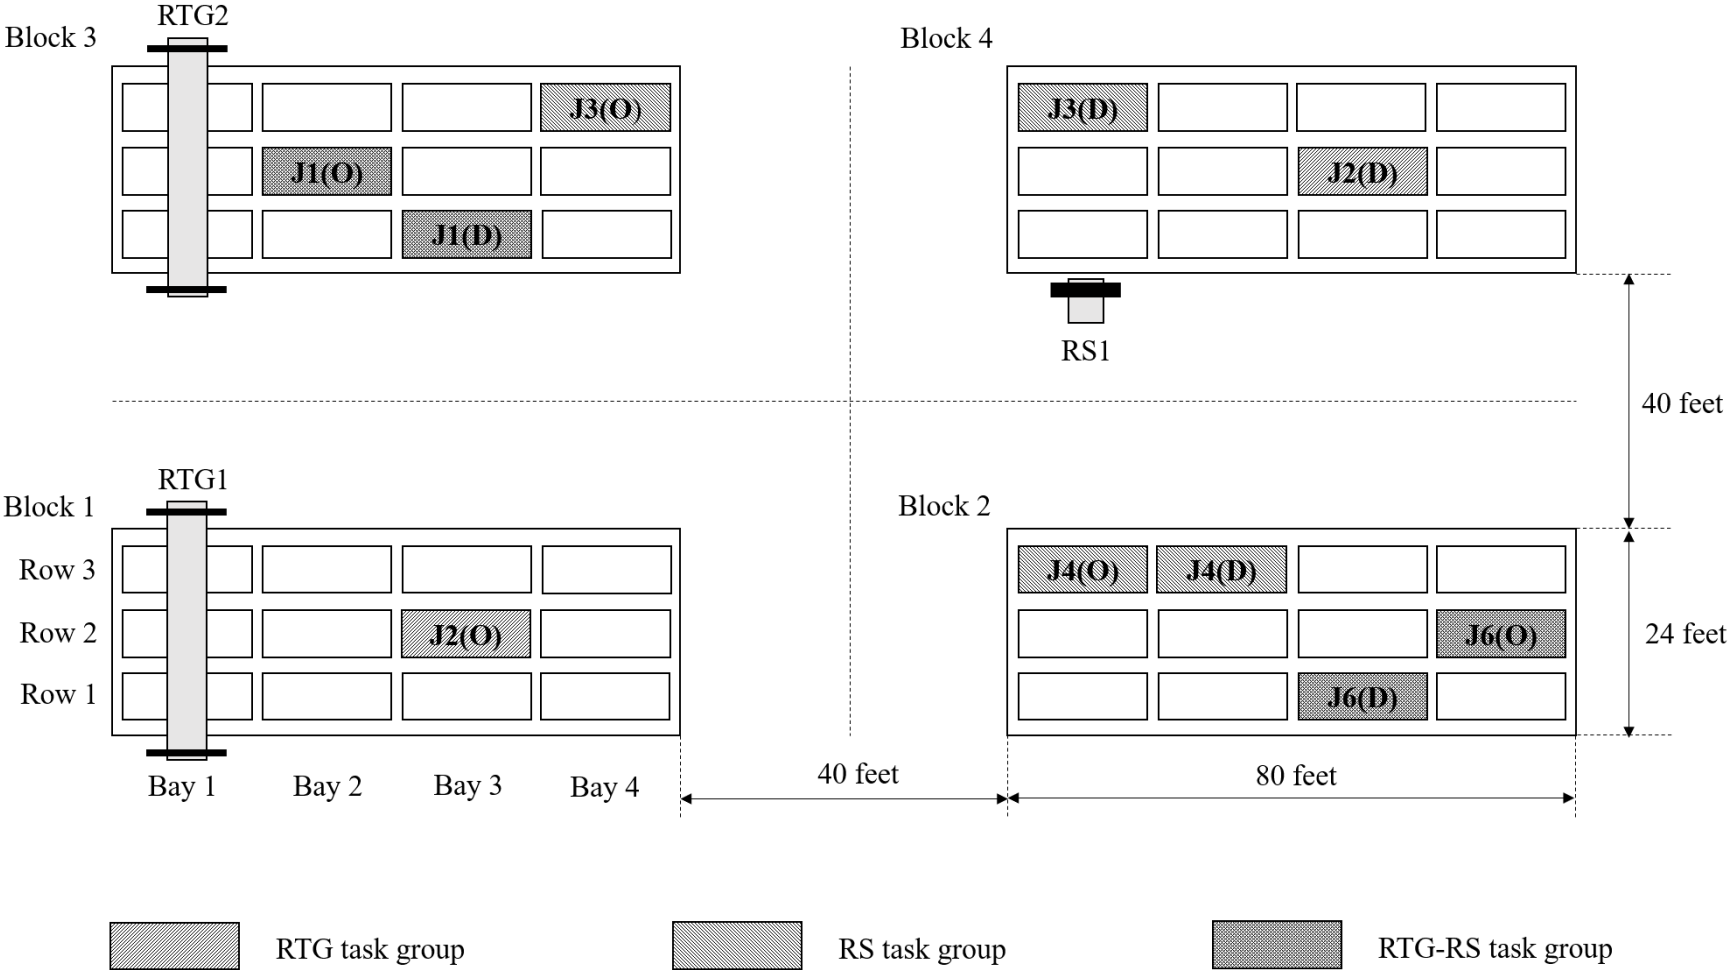 RTG2
Block 3
Block 4
J3(O)
J3(D)
J1(O)
J2(D)
J1(D)
RS1
40 feet
RTG1
Block 1
Block 2
Row 3
J4(O)
J4(D)
Row 2
J2(O)
J6(O)
24 feet
Row 1
J6(D)
Bay 1
Bay 2
Bay 3
Bay 4
40 feet
80 feet
RTG task group
RS task group
RTG-RS task group